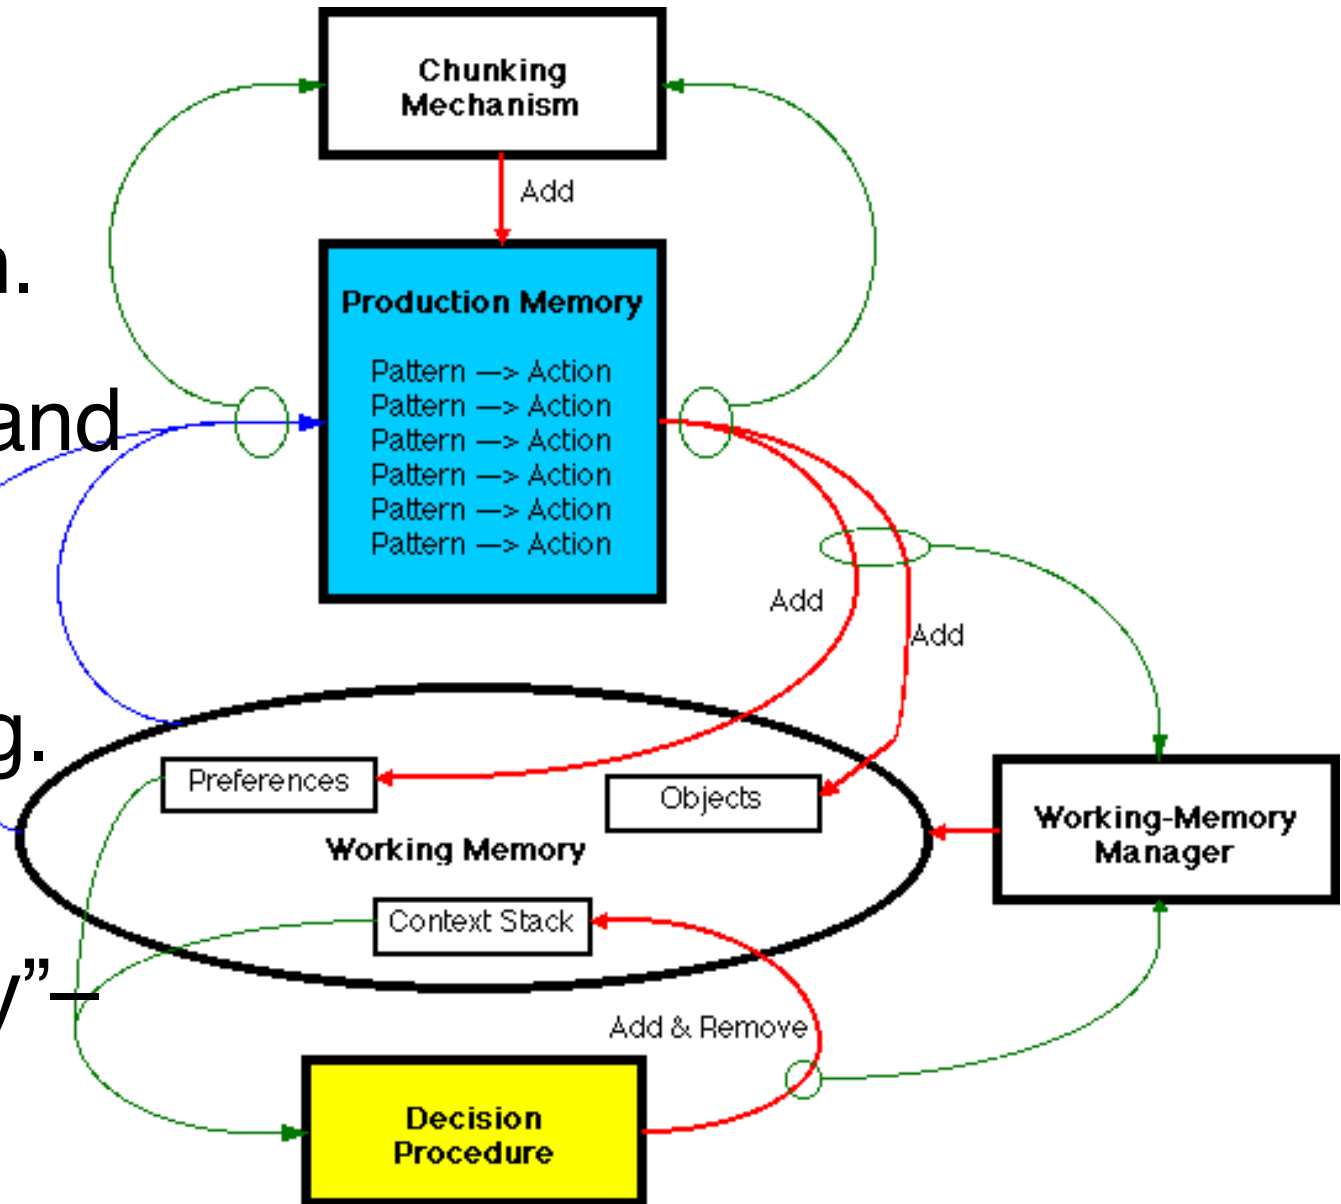 Chunking
Mechanism
Add
n.
Production Memory
Pattern —> Action
and
Pattern —> Action
Pattern —> Action
Pattern —> Action
Pattern —> Action
Pattern —> Action
Add
Add
g.
Preferences
Objects
Working Memory
Working-Memory
Manager
Context Stack
y”–
Add & Remove
Decision
Procedure